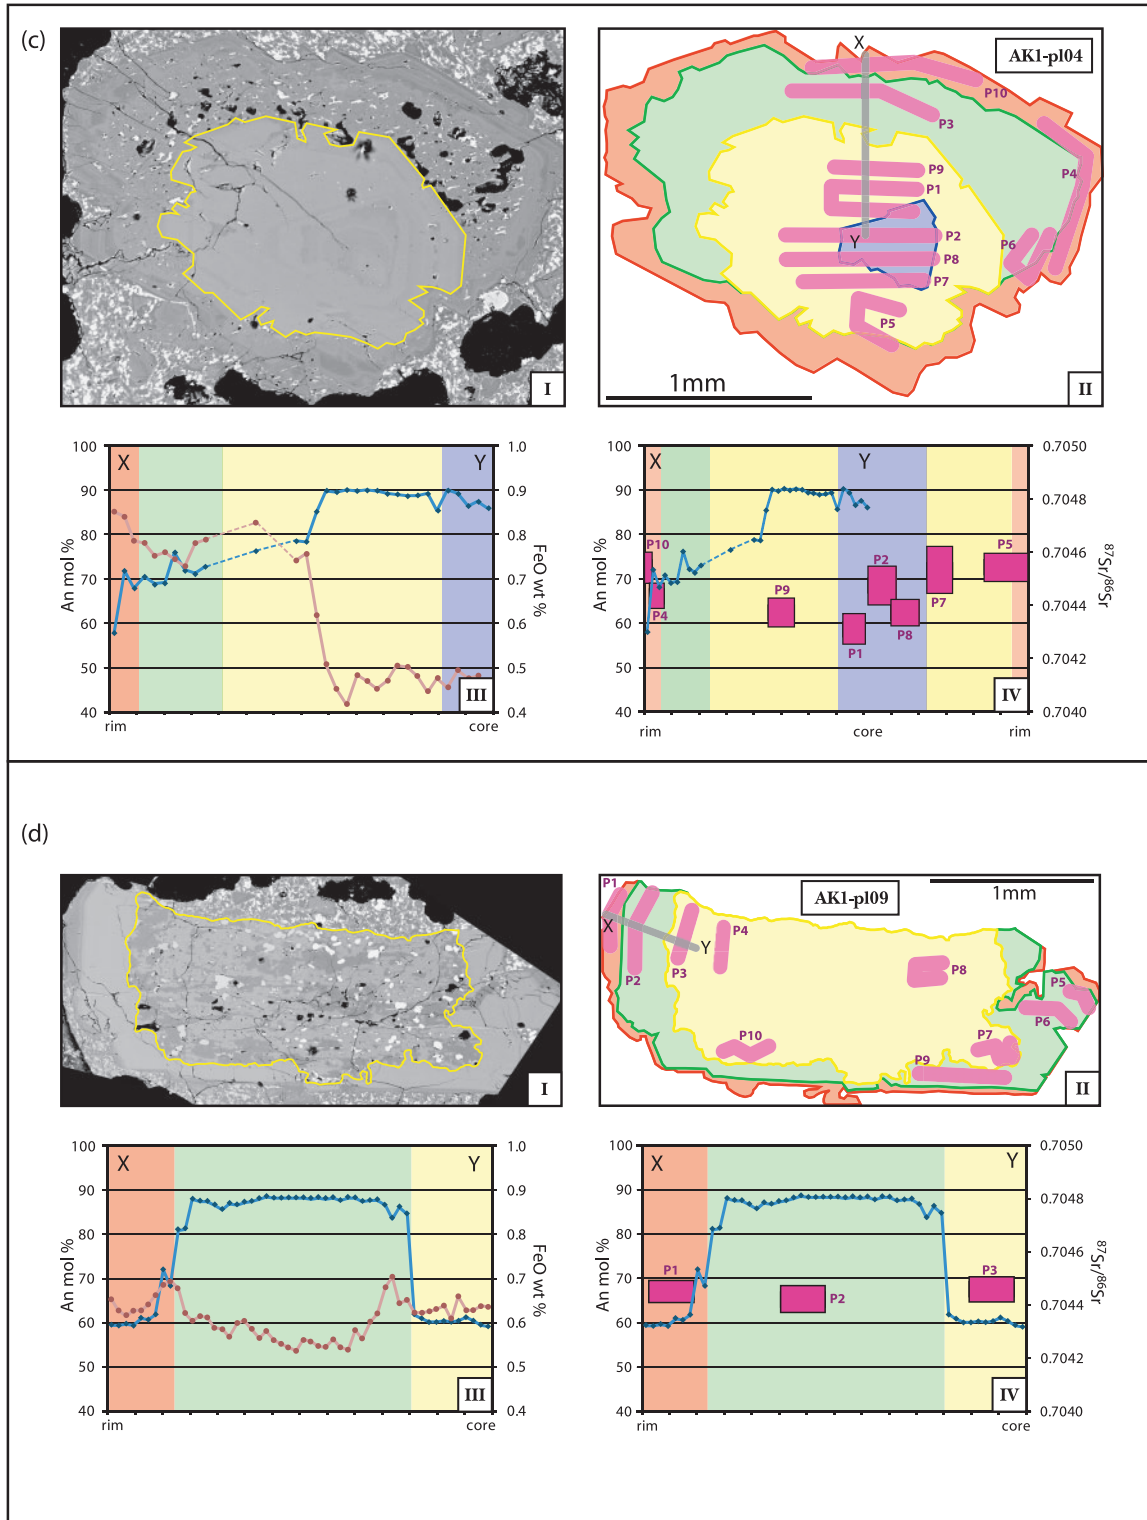 (c)
I
X
AK1-pl04
P10
P3
P4
P9
P1
P6
Y
P2
P8
P7
P5
1mm
II
100
90
80
70
60
50
40
An mol %
X
Y
1.0
0.9
0.8
0.7
0.6
0.5
0.4
FeO wt %
III
rim
core
100
90
80
70
60
50
40
An mol %
X
Y
P10
P4
P9
P1
P2
P8
P7
P5
0.7050
0.7048
0.7046
0.7044
0.7042
0.7040
87Sr/86Sr
IV
rim
core
rim
(d)
I
P1
AK1-pl09
1mm
X
Y
P4
P3
P2
P8
P5
P6
P7
P10
P9
II
100
90
80
70
60
50
40
An mol %
X
Y
1.0
0.9
0.8
0.7
0.6
0.5
0.4
FeO wt %
III
rim
core
100
90
80
70
60
50
40
An mol %
X
Y
P1
P2
P3
0.7050
0.7048
0.7046
0.7044
0.7042
0.7040
87Sr/86Sr
IV
rim
core